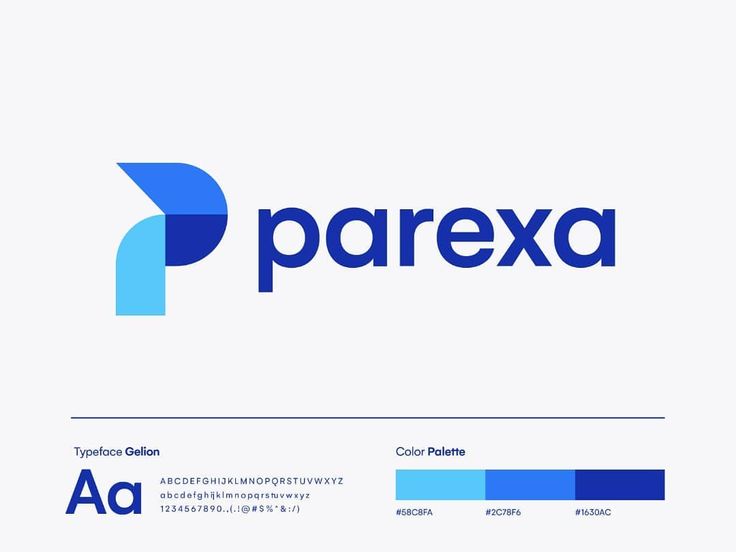 parexa
Typeface Gelion
Aa
ABCDEFGHIJKLMNOPQRSTUVWXYZ
abcdefghijklmnopqrstuvwxyz
1234567890.,(.!@#$%*&:/)
Color Palette
#58C8FA #2C78F6 #1630AC